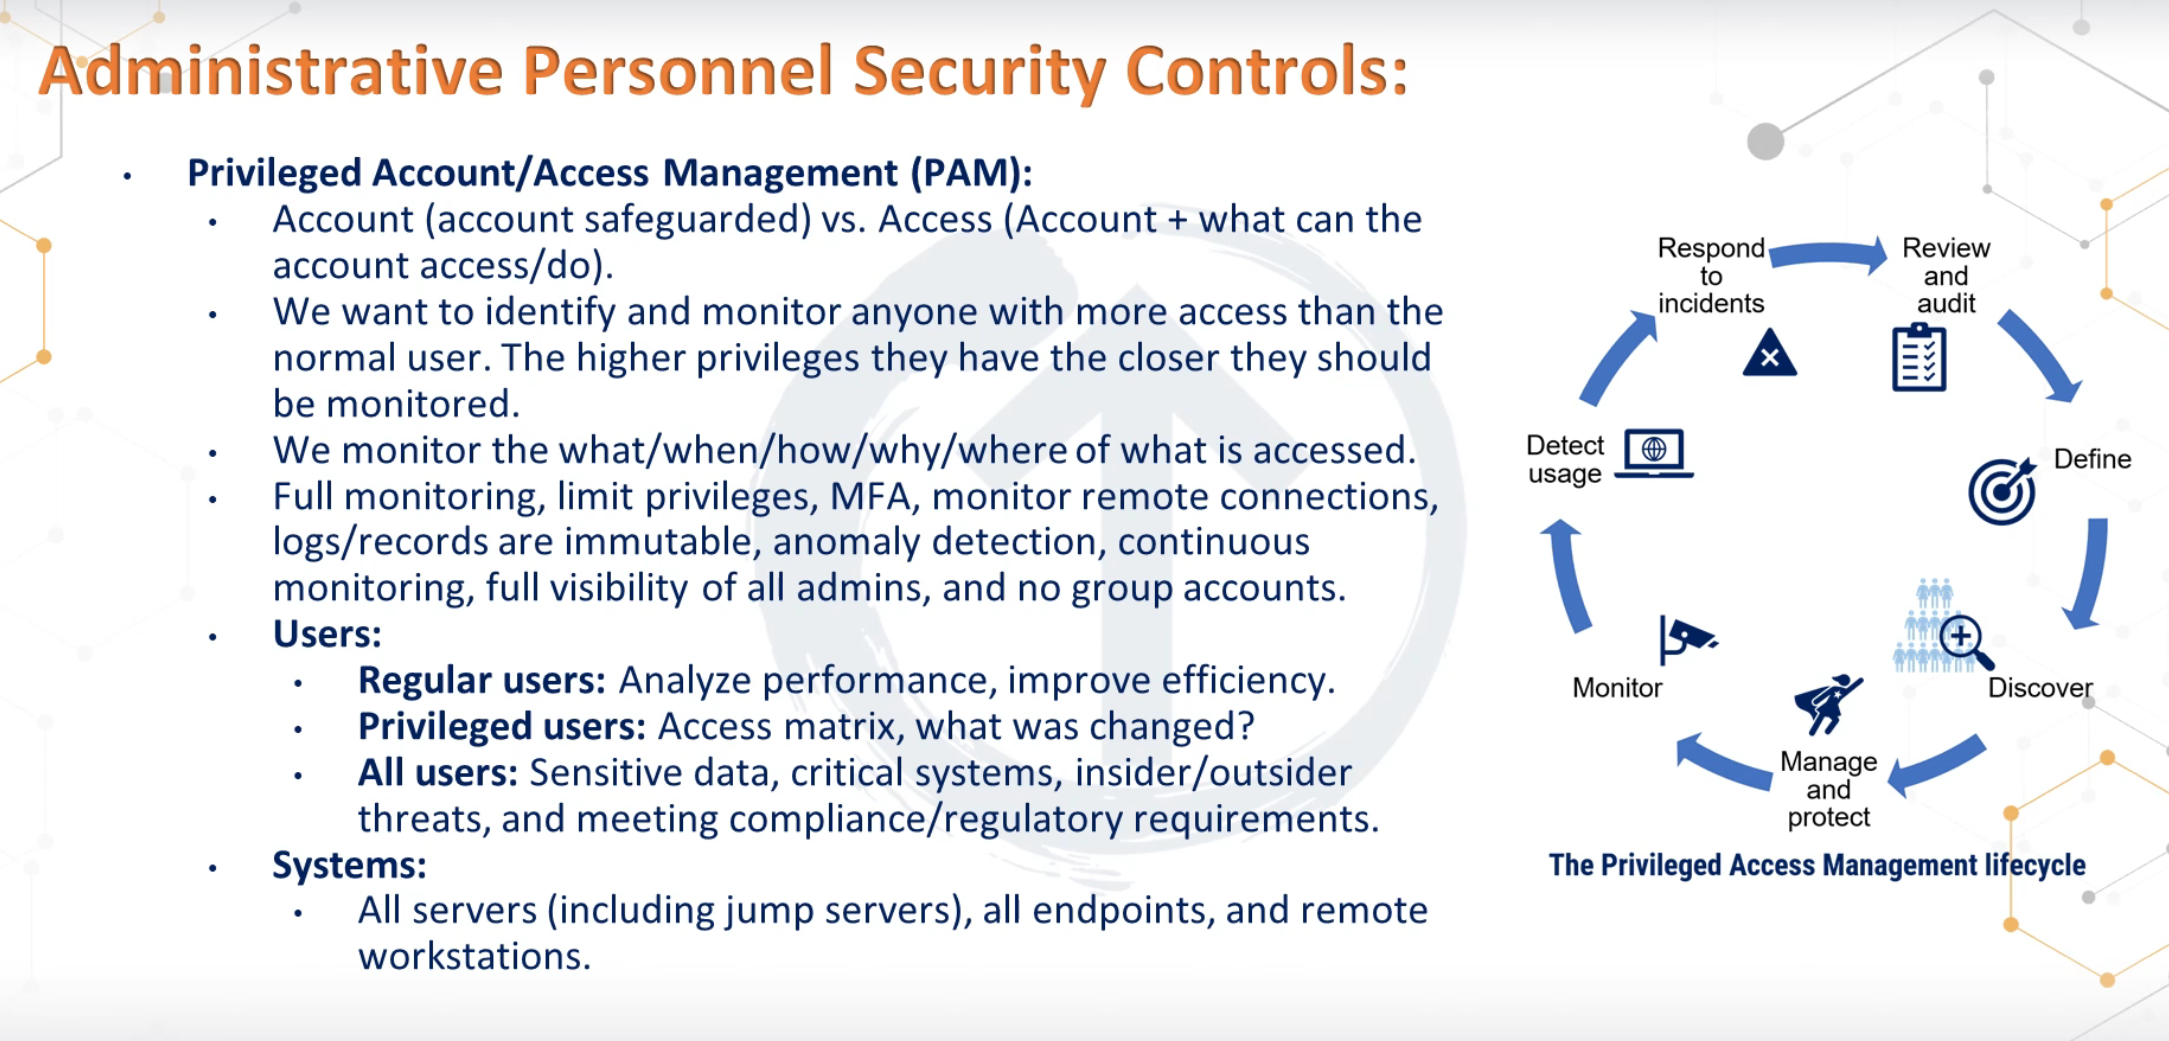 Administrative Personnel Security Controls:
• Privileged Account/Access Management (PAM):
• Account (account safeguarded) vs. Access (Account + what can the
account access/do).
• We want to identify and monitor anyone with more access than the
normal user. The higher privileges they have the closer they should
be monitored.
• We monitor the what/when/how/why/where of what is accessed.
• Full monitoring, limit privileges, MFA, monitor remote connections,
logs/records are immutable, anomaly detection, continuous
monitoring, full visibility of all admins, and no group accounts.
• Users:
• Regular users: Analyze performance, improve efficiency.
• Privileged users: Access matrix, what was changed?
• All users: Sensitive data, critical systems, insider/outsider
threats, and meeting compliance/regulatory requirements.
• Systems:
• All servers (including jump servers), all endpoints, and remote
workstations.
Respond
to
incidents
Review
and
audit
Define
Discover
Manage
and
protect
Monitor
Detect
usage
The Privileged Access Management lifecycle